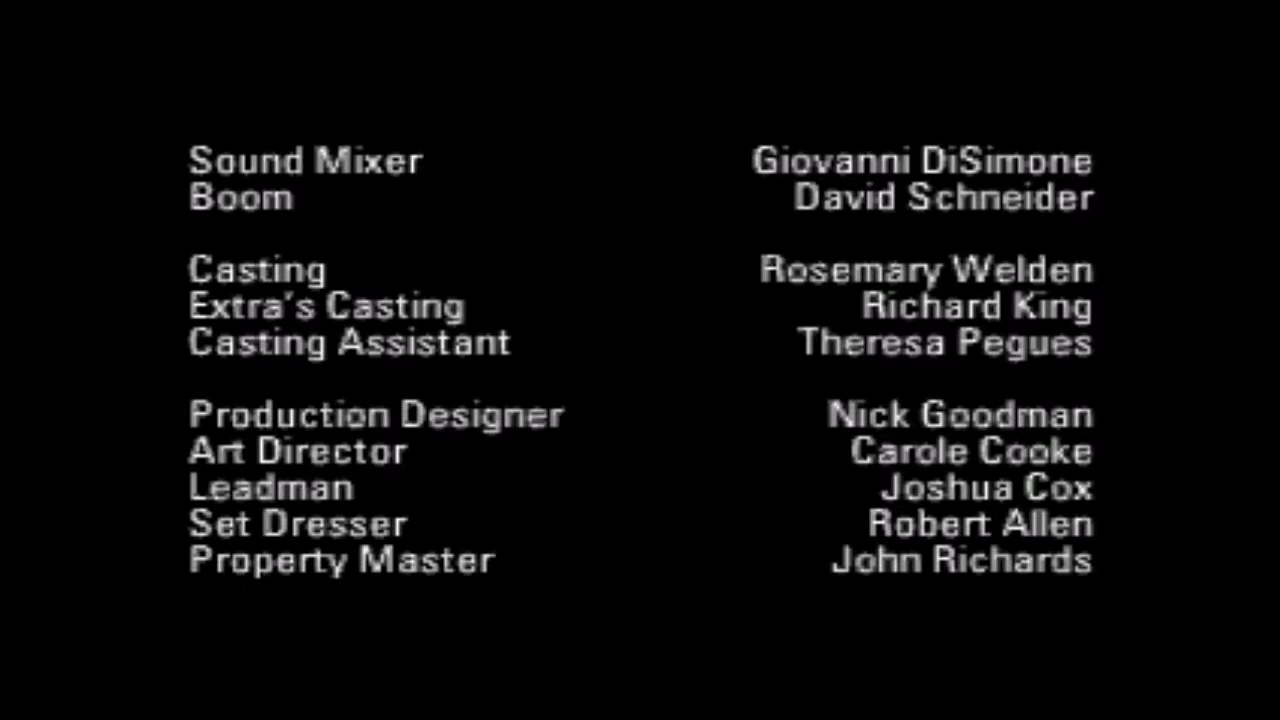 Sound Mixer Giovanni DiSimone
Boom David Schneider
Casting Rosemary Welden
Extra's Casting Richard King
Casting Assistant Theresa Pegues
Production Designer Nick Goodman
Art Director Carole Cooke
Leadman Joshua Cox
Set Dresser Robert Allen
Property Master John Richards